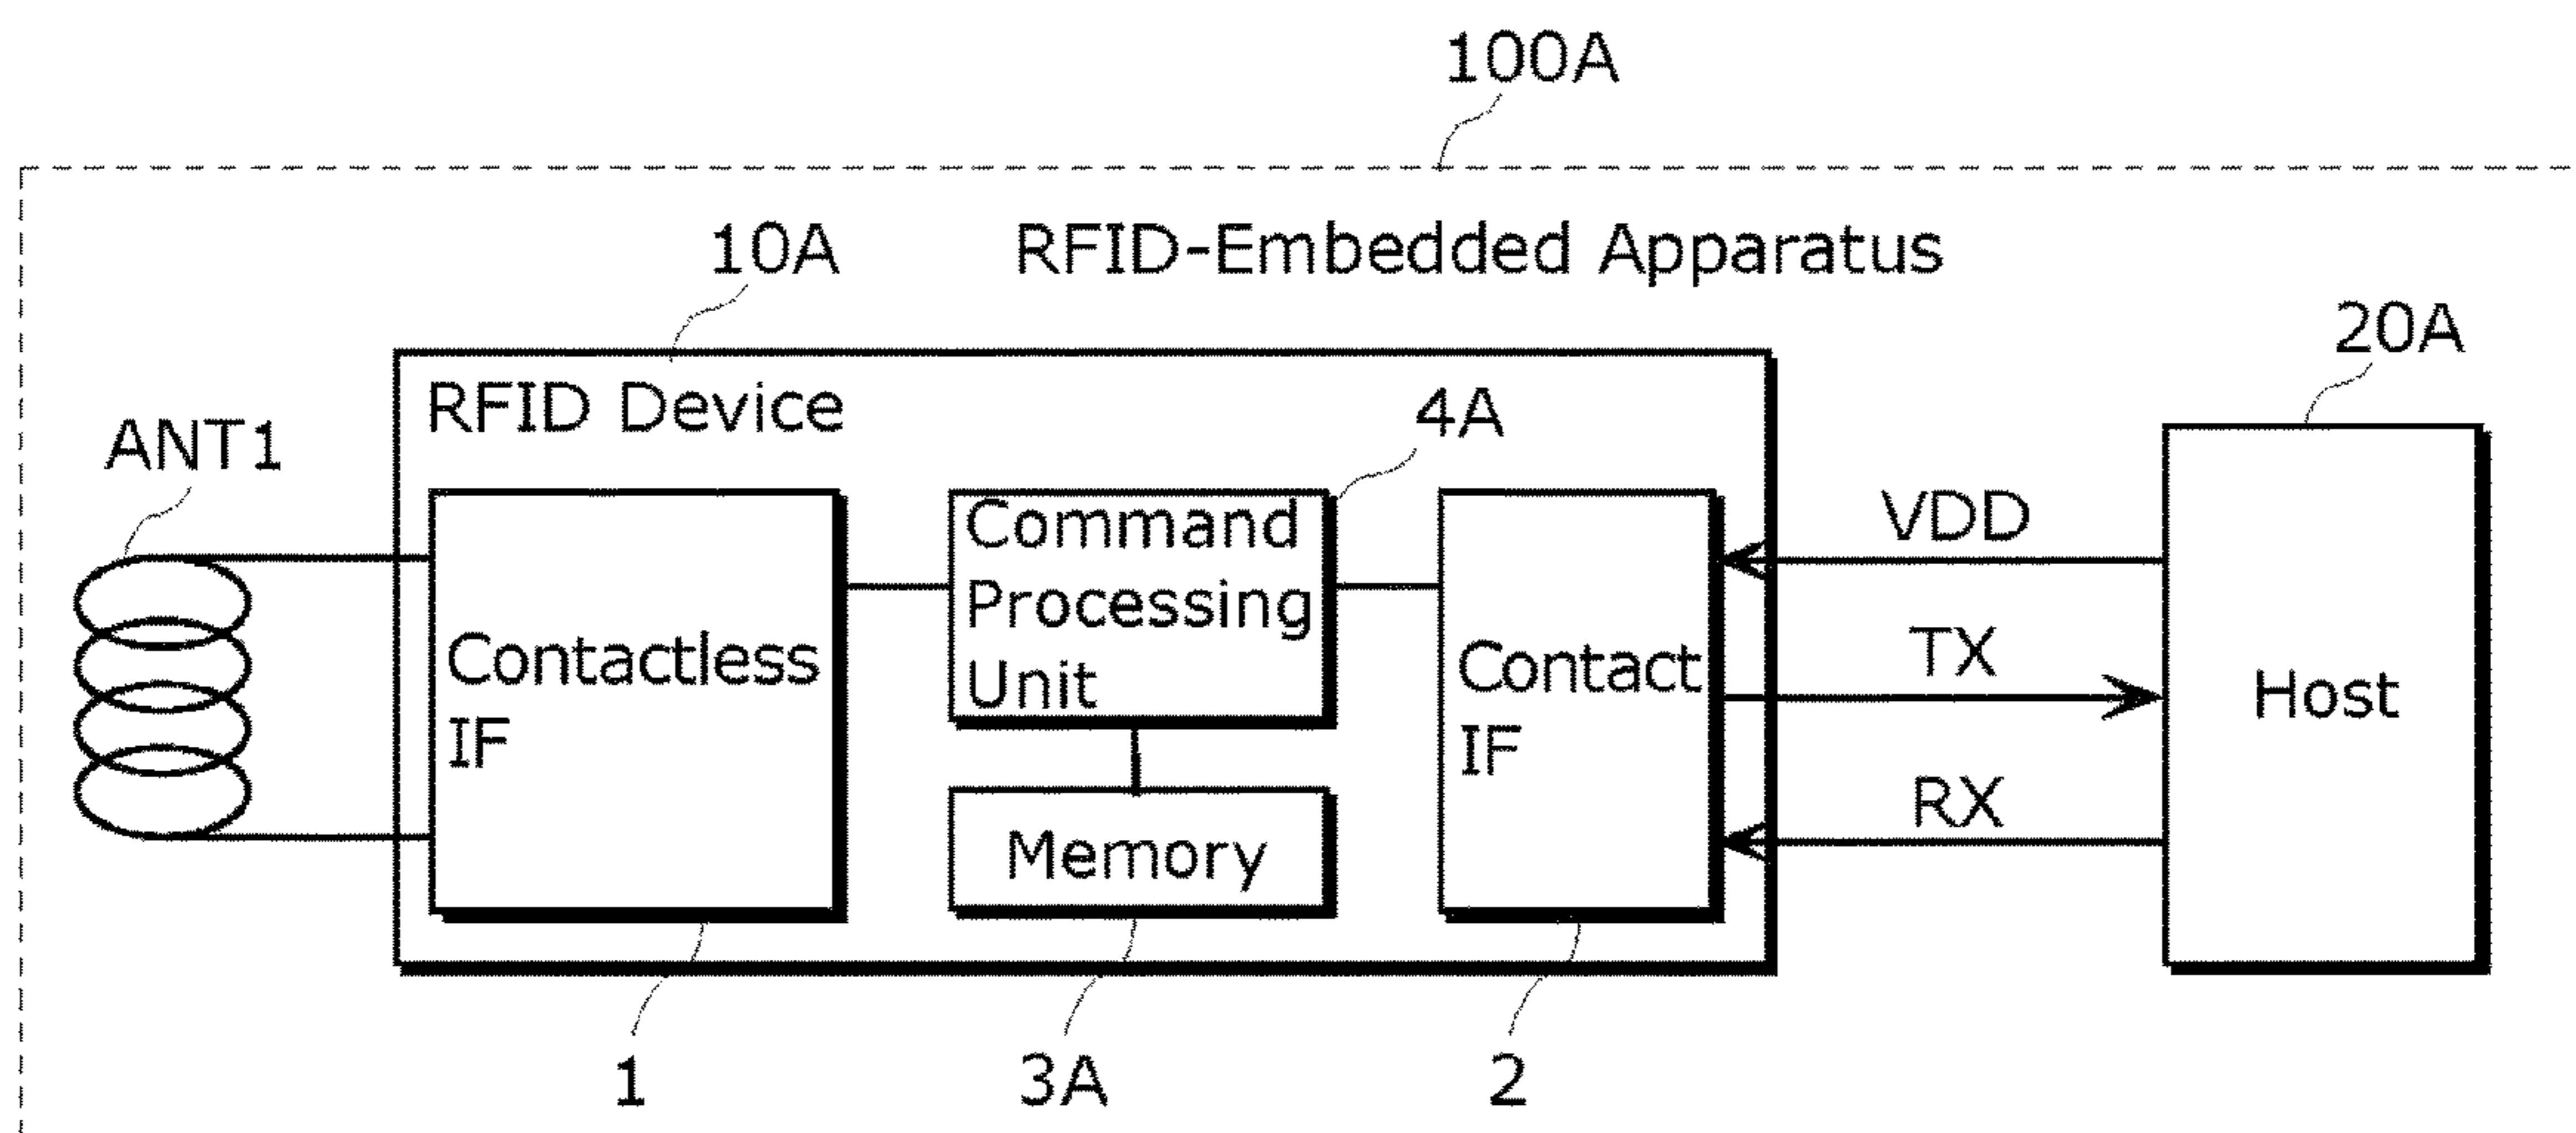 100A
10A
RFID-Embedded Apparatus
20A
RFID Device
4A
ANT1
Contactless
IF
Command
Processing
Unit
Memory
Contact
IF
VDD
TX
RX
Host
1
3A
2